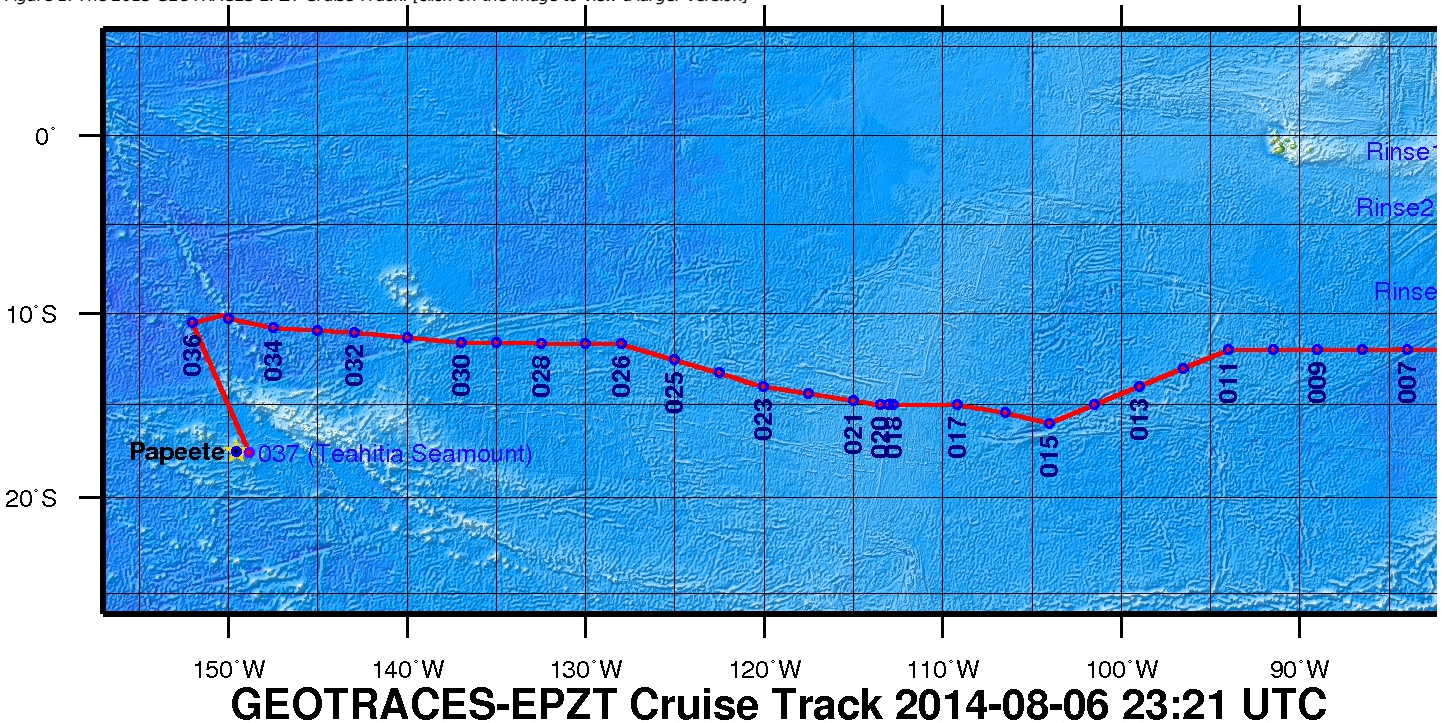 0°
Rinse1
Rinse2
Rinse
10°S
036
034
032
030
028
026
025
023
021
020
018
017
015
013
011
009
007
Papeete
037 (Teahitia Seamount)
20°S
150°W
140°W
130°W
120°W
110°W
100°W
90°W
GEOTRACES-EPZT Cruise Track 2014-08-06 23:21 UTC